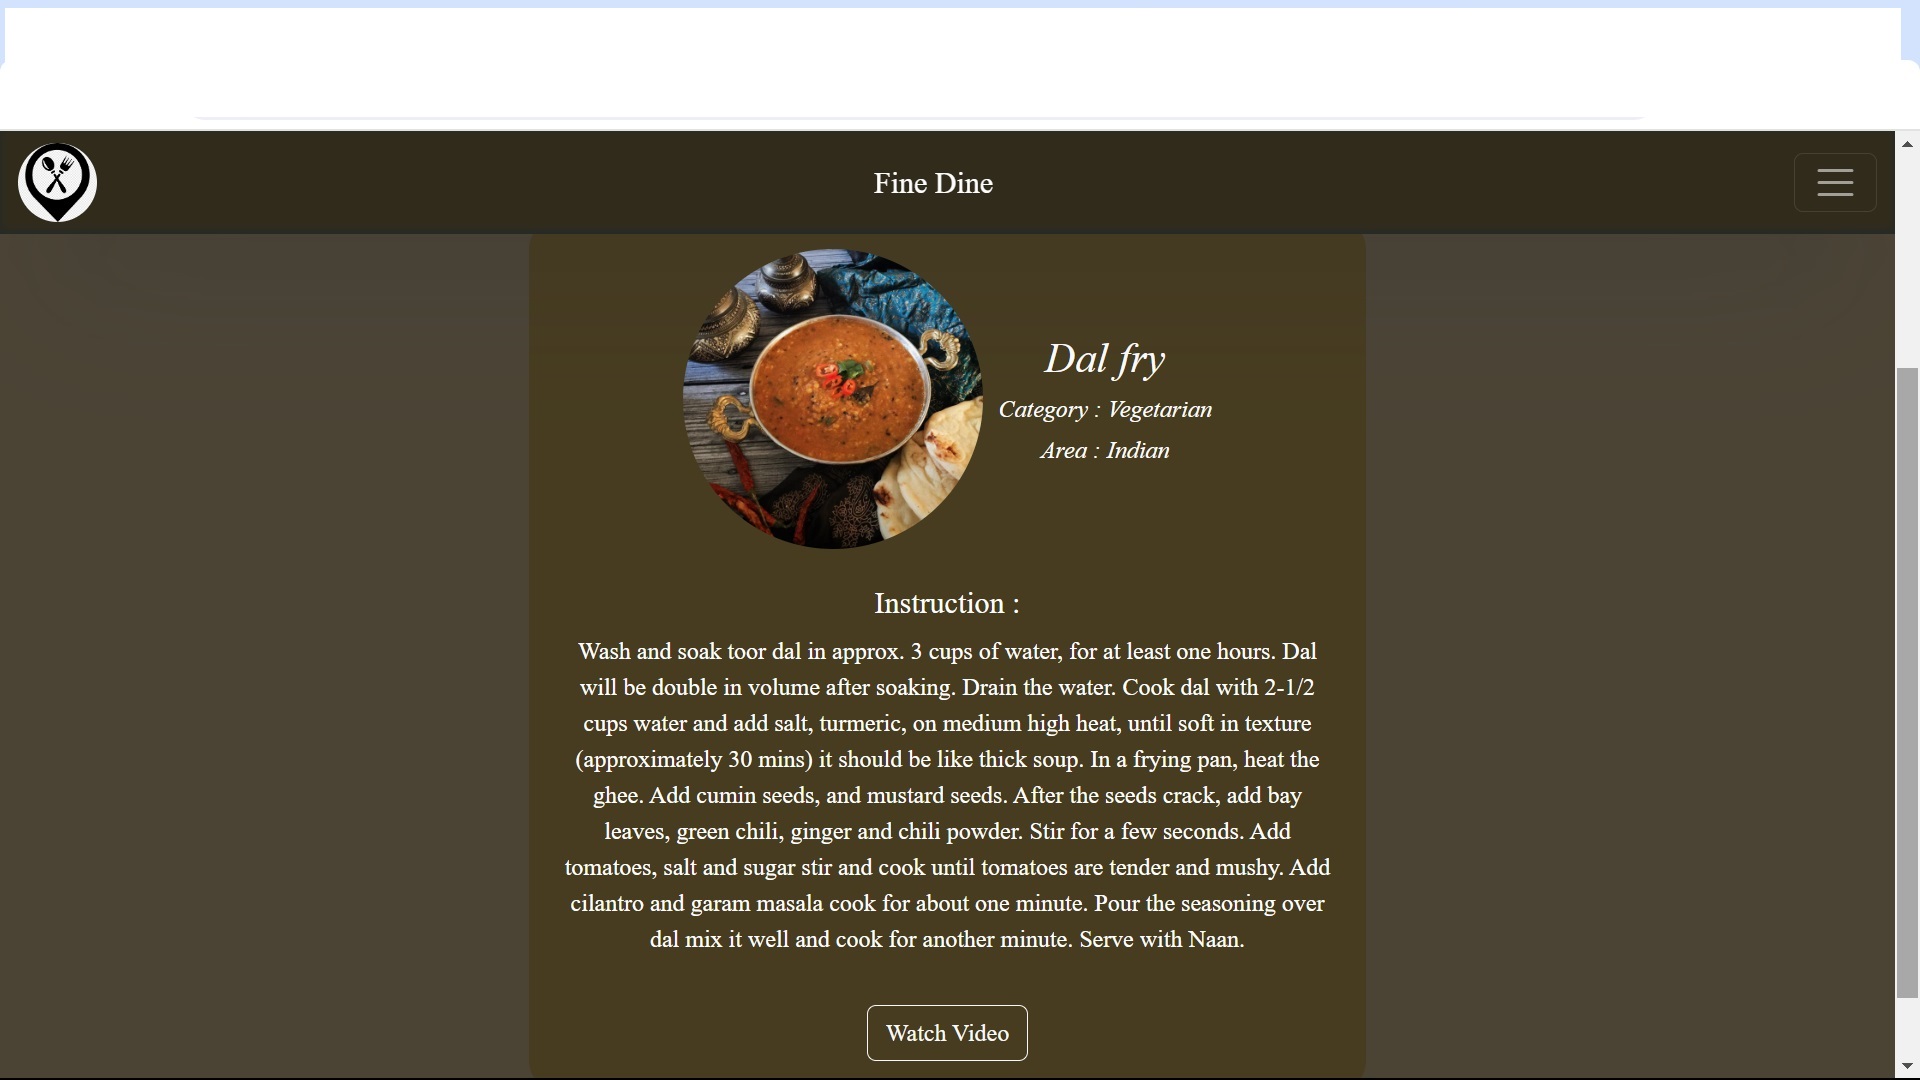 Fine Dine
Dal fry
Category : Vegetarian
Area : Indian
Instruction :
Wash and soak toor dal in approx. 3 cups of water, for at least one hours. Dal
will be double in volume after soaking. Drain the water. Cook dal with 2-1/2
cups water and add salt, turmeric, on medium high heat, until soft in texture
(approximately 30 mins) it should be like thick soup. In a frying pan, heat the
ghee. Add cumin seeds, and mustard seeds. After the seeds crack, add bay
leaves, green chili, ginger and chili powder. Stir for a few seconds. Add
tomatoes, salt and sugar stir and cook until tomatoes are tender and mushy. Add
cilantro and garam masala cook for about one minute. Pour the seasoning over
dal mix it well and cook for another minute. Serve with Naan.
Watch Video